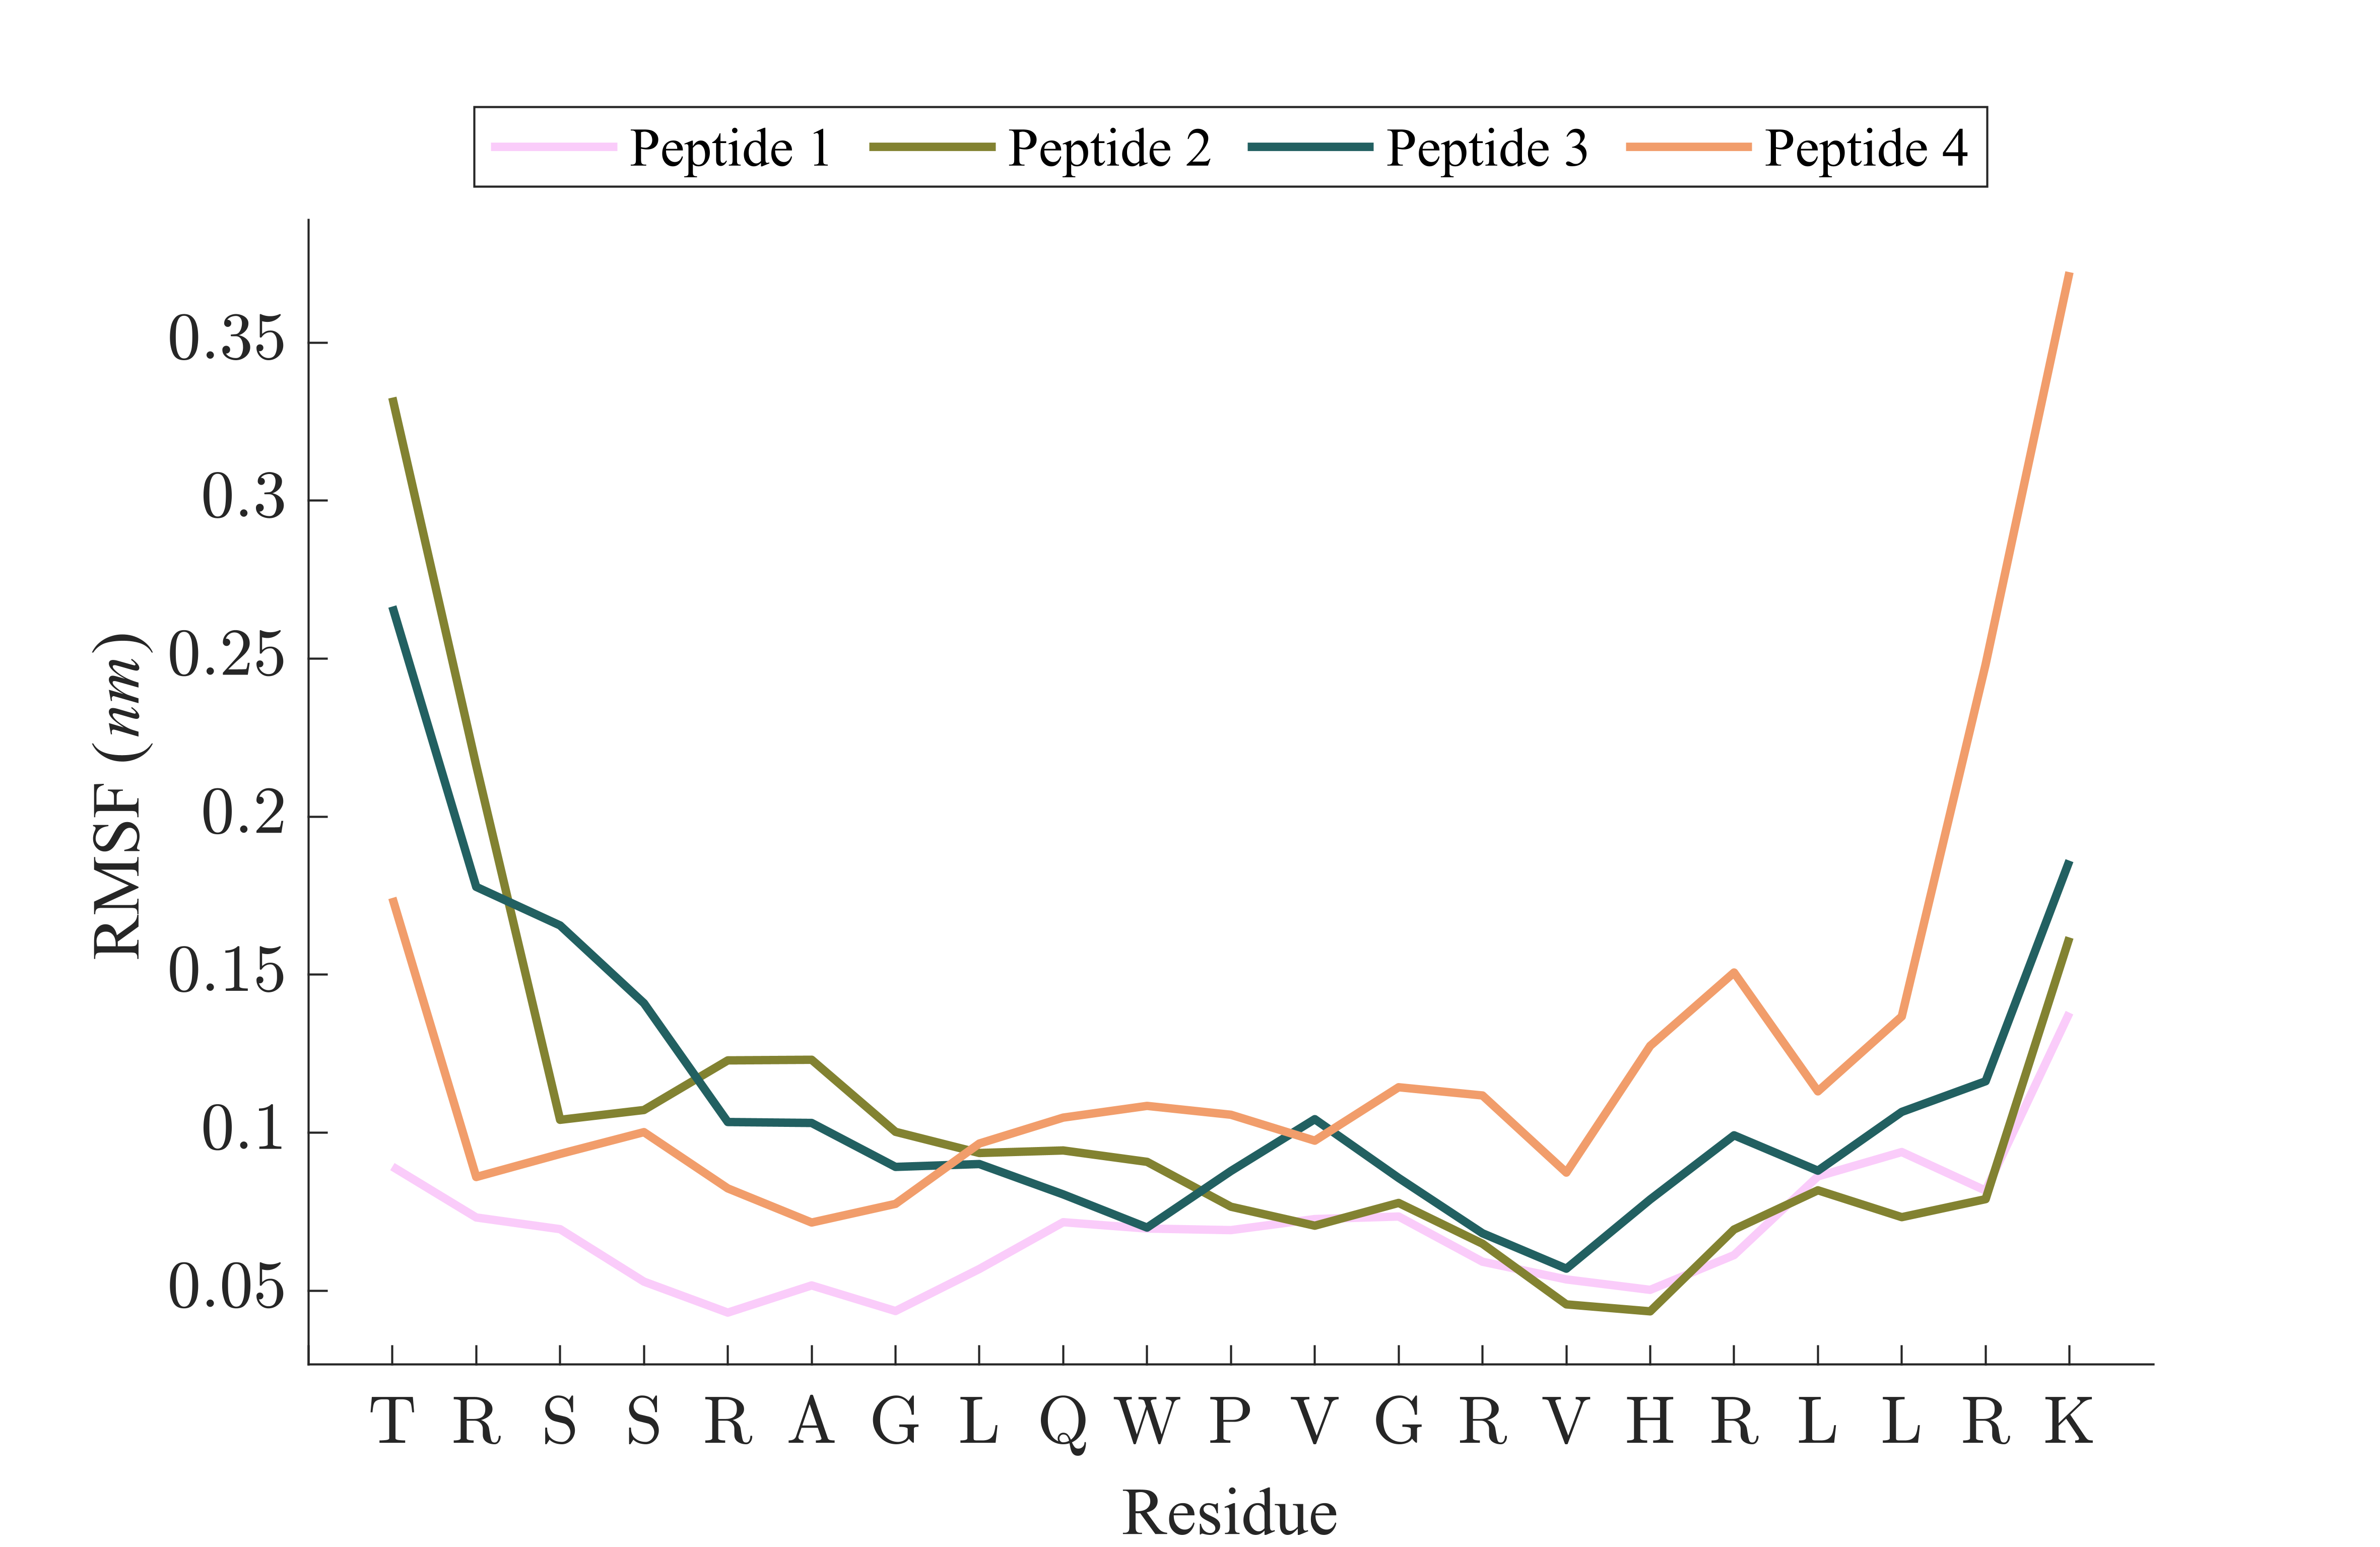 Peptide 1 Peptide 2 Peptide 3 Peptide 4
0.35
0.3
0.25
0.2
0.15
0.1
0.05
RMSF (nm)
T R S S R A G L Q W P V G R V H R L L R K
Residue